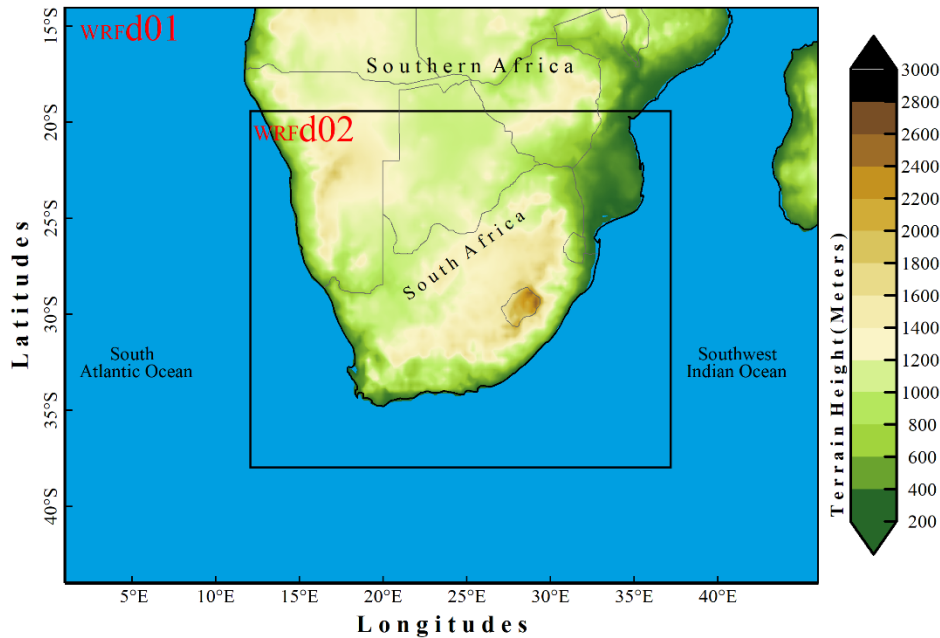 WRFd01
Southern Africa
WRFd02
South Africa
South
Atlantic Ocean
Southwest
Indian Ocean
15°S
20°S
25°S
30°S
35°S
40°S
Latitudes
5°E
10°E
15°E
20°E
25°E
30°E
35°E
40°E
Longitudes
3000
2800
2600
2400
2200
2000
1800
1600
1400
1200
1000
800
600
400
200
Terrain Height(Meters)